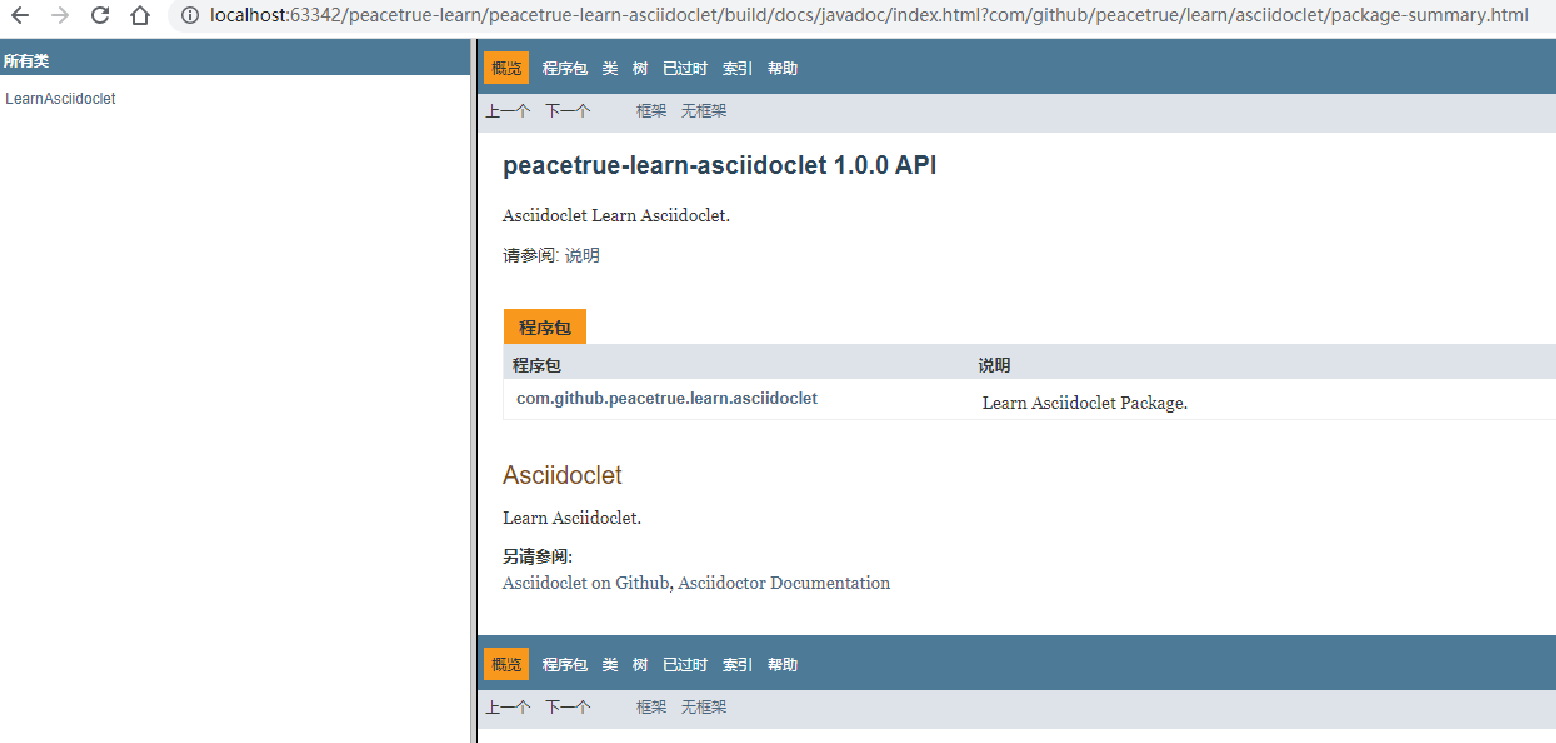 localhost:63342/peacetrue-learn/peacetrue-learn-asciidoclet/build/docs/javadoc/index.html?com/github/peacetrue/learn/asciidoclet/package-summary.html
所有类
LearnAsciidoclet
概览 程序包 类 树 已过时 索引 帮助
上一个 下一个 框架 无框架
peacetrue-learn-asciidoclet 1.0.0 API
Asciidoclet Learn Asciidoclet.
请参阅: 说明
程序包
程序包 说明
com.github.peacetrue.learn.asciidoclet Learn Asciidoclet Package.
Asciidoclet
Learn Asciidoclet.
另请参阅:
Asciidoclet on Github, Asciidoctor Documentation
概览 程序包 类 树 已过时 索引 帮助
上一个 下一个 框架 无框架